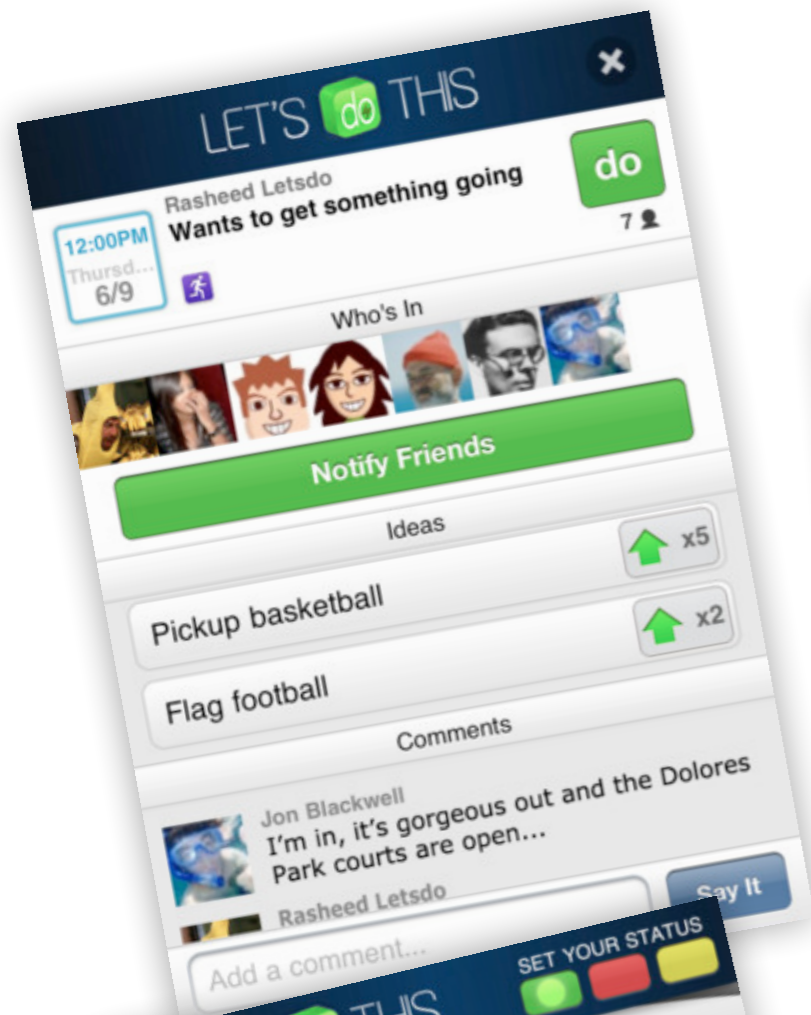 LET'S do THIS
Rasheed Letsdo
Wants to get something going
do
12:00PM
Thursd...
6/9
7
Who's In
Notify Friends
Ideas
Pickup basketball
x5
Flag football
x2
Comments
Jon Blackwell
I'm in, it's gorgeous out and the Dolores
Park courts are open...
Rasheed Letsdo
Add a comment...
Say It
SET YOUR STATUS
THIS